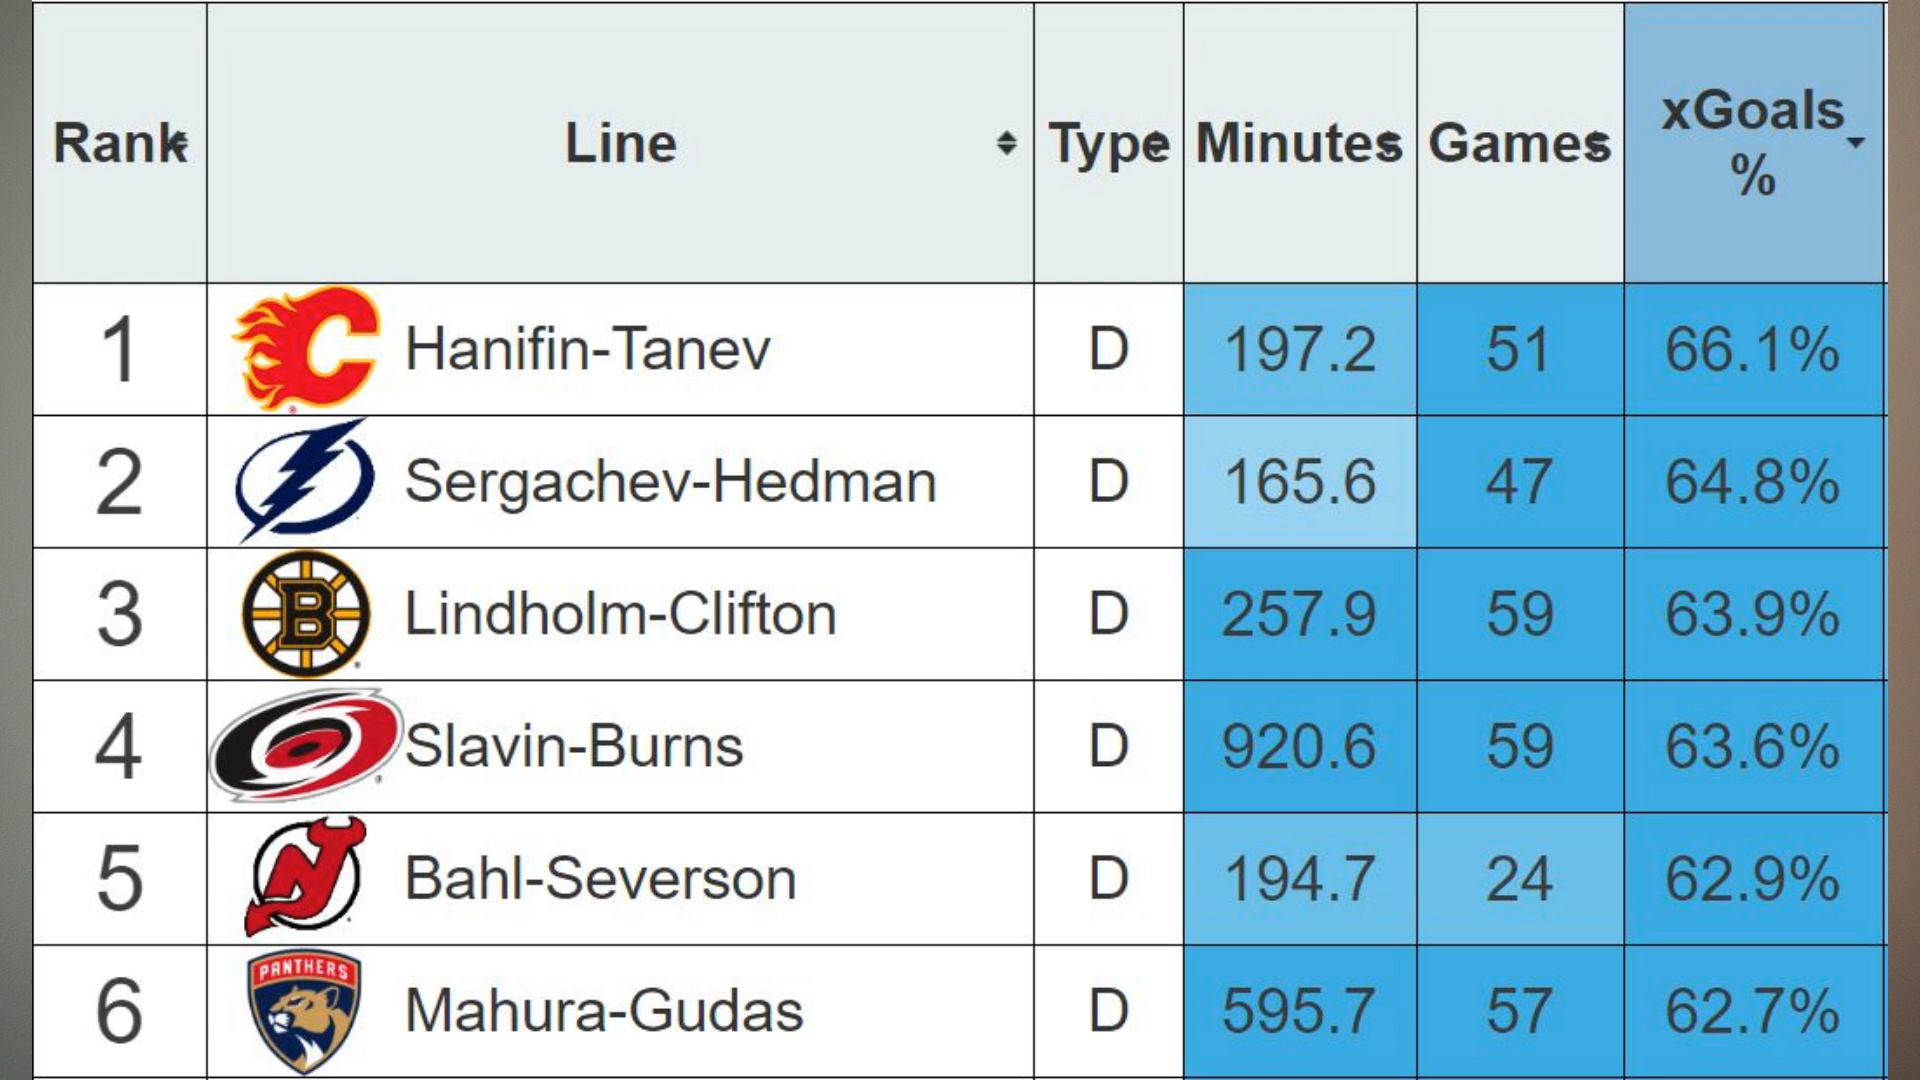 Rank Line Type Minutes Games xGoals %
1 Hanifin-Tanev D 197.2 51 66.1%
2 Sergachev-Hedman D 165.6 47 64.8%
3 B Lindholm-Clifton D 257.9 59 63.9%
4 Slavin-Burns D 920.6 59 63.6%
5 Bahl-Severson D 194.7 24 62.9%
6 PANTHERS Mahura-Gudas D 595.7 57 62.7%